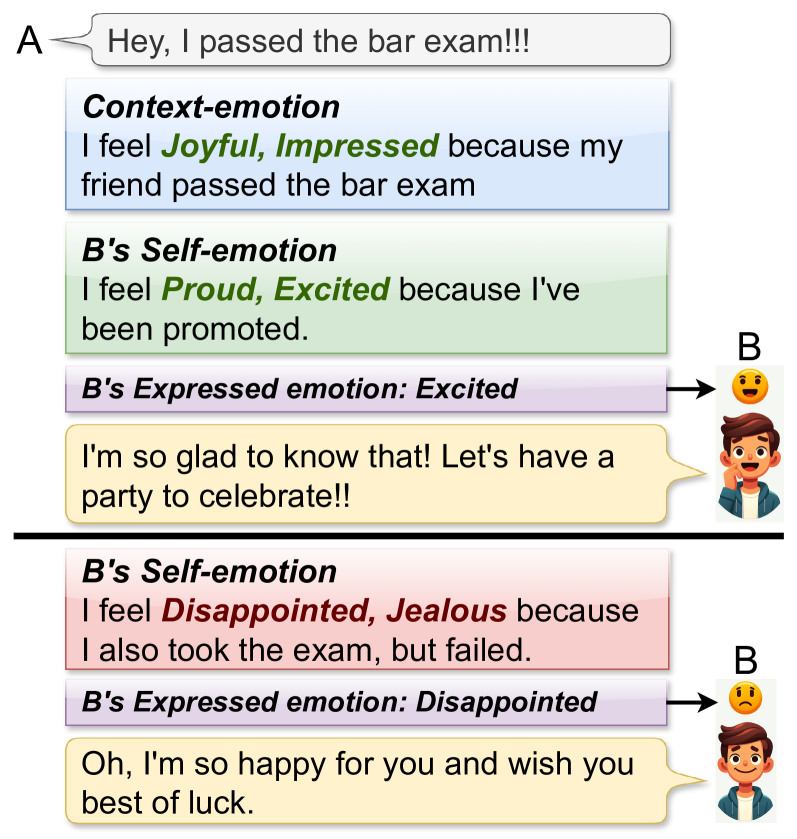 A
Hey, I passed the bar exam!!!
Context-emotion
I feel Joyful, Impressed because my
friend passed the bar exam
B's Self-emotion
I feel Proud, Excited because I've
been promoted.
B
B's Expressed emotion: Excited
I'm so glad to know that! Let's have a
party to celebrate!!
B's Self-emotion
I feel Disappointed, Jealous because
I also took the exam, but failed.
B
B's Expressed emotion: Disappointed
Oh, I'm so happy for you and wish you
best of luck.